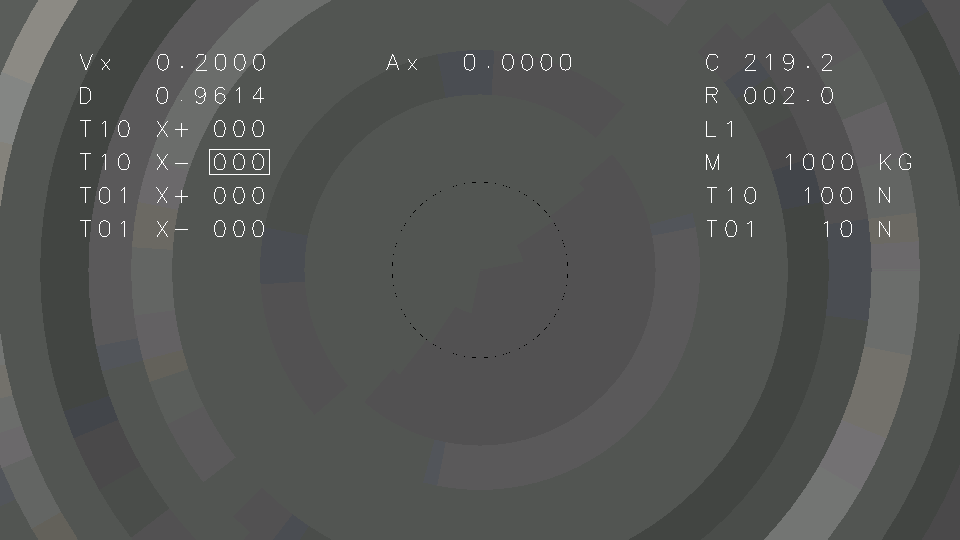 Vx 0.2000 Ax 0.0000 C 219.2
D 0.9614 R 002.0
T10 X+ 000 L1
T10 X- 000 M 1000 KG
T01 X+ 000 T10 100 N
T01 X- 000 T01 10 N